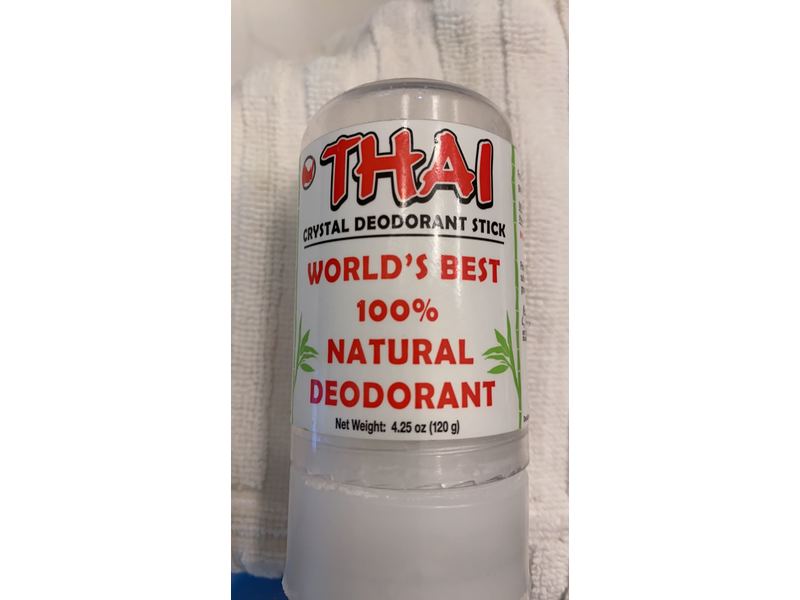 THAI
CRYSTAL DEODORANT STICK
WORLD'S BEST
100%
NATURAL
DEODORANT
Net Weight: 4.25 oz (120 g)